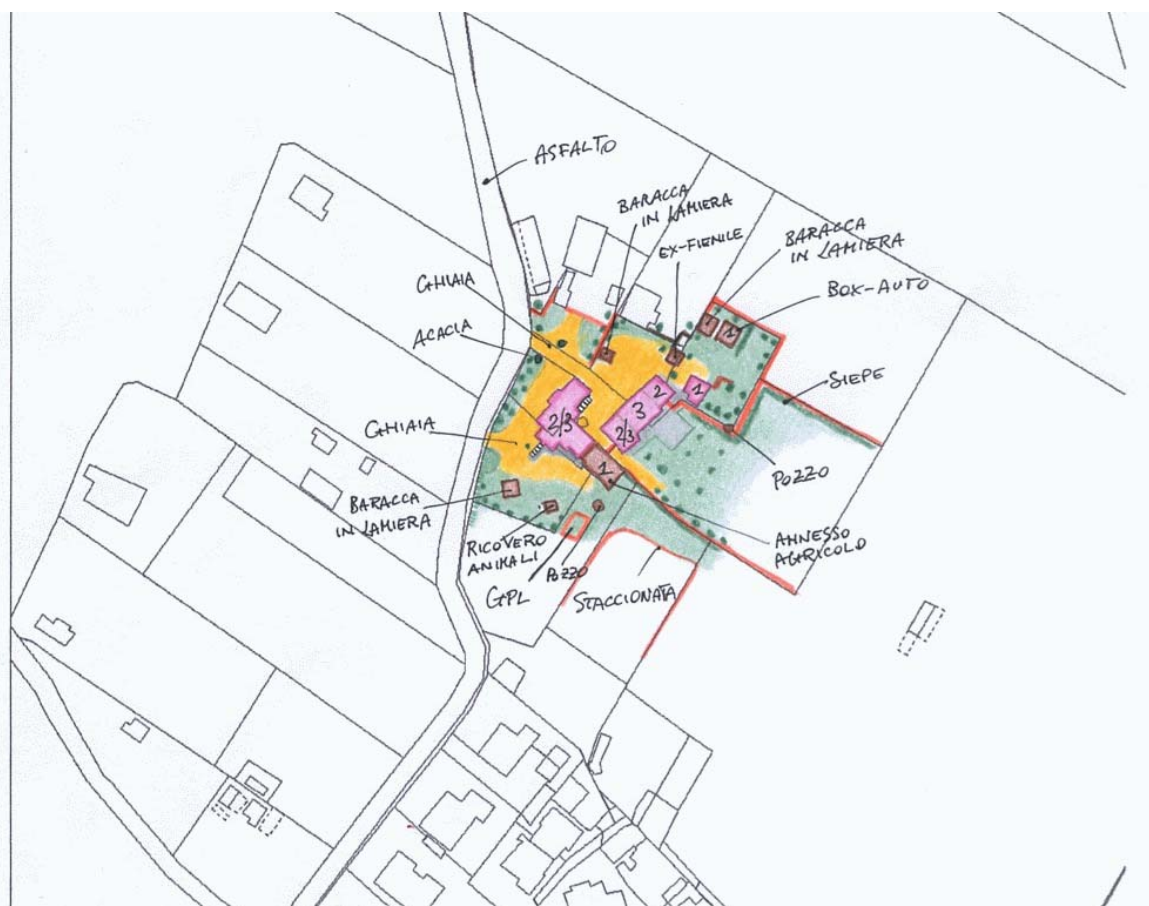 ASFALTO
BARACCA
IN LAMIERA
EX-FIENILE
BARACCA
IN LAMIERA
BOX-AUTO
GHIAIA
ACACIA
SIEPE
GHIAIA
POZZO
BARACCA
IN LAMIERA
RICOVERO
ANIMALI
GPL
POZZO
STACCIONATA
ANNESSO
AGRICOLO
1
2
1
3
2/3
2/3
1